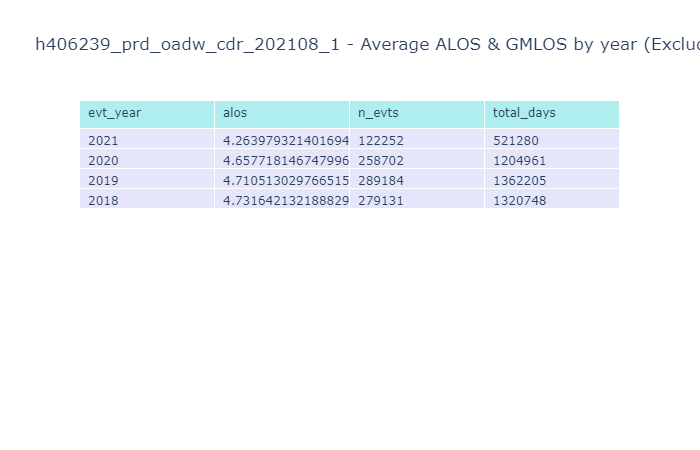 h406239_prd_oadw_cdr_202108_1 - Average ALOS & GMLOS by year
evt_year alos n_evts total_days
2021 4.263979321401694 122252 521280
2020 4.657718146747996 258702 1204961
2019 4.710513029766515 289184 1362205
2018 4.731642132188829 279131 1320748